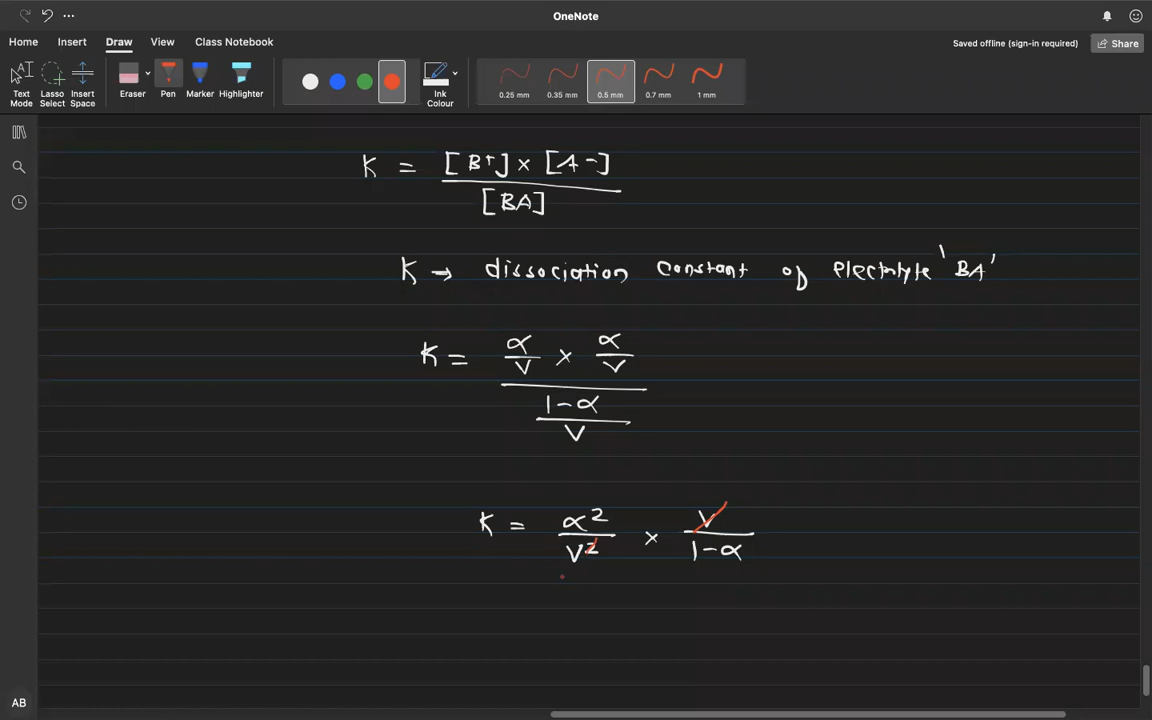 OneNote
Home Insert Draw View Class Notebook
Saved offline (sign-in required) Share
Text Mode Lasso Select Insert Space Eraser Pen Marker Highlighter Ink Colour 0.25 mm 0.35 mm 0.5 mm 0.7 mm 1 mm
K = [B+] × [A-] / [BA]
K → dissociation constant of electrolyte 'BA'
K = α/V × α/V / 1-α/V
K = α²/V² × V/1-α
AB